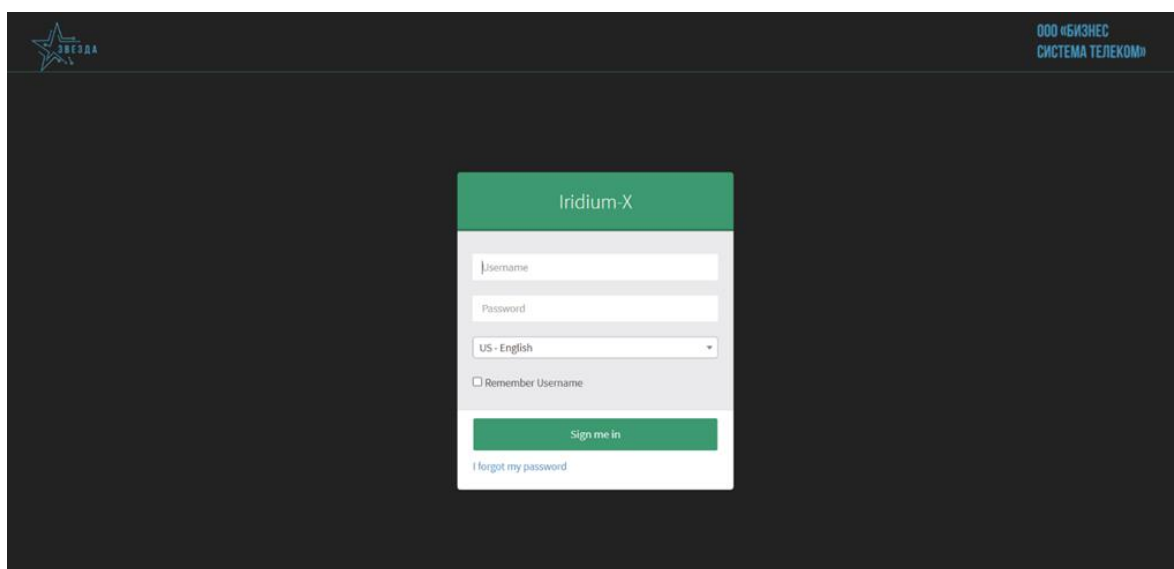 ЗВЕЗДА
ООО «БИЗНЕС
СИСТЕМА ТЕЛЕКОМ»
Iridium-X
Username
Password
US - English
Remember Username
Sign me in
I forgot my password